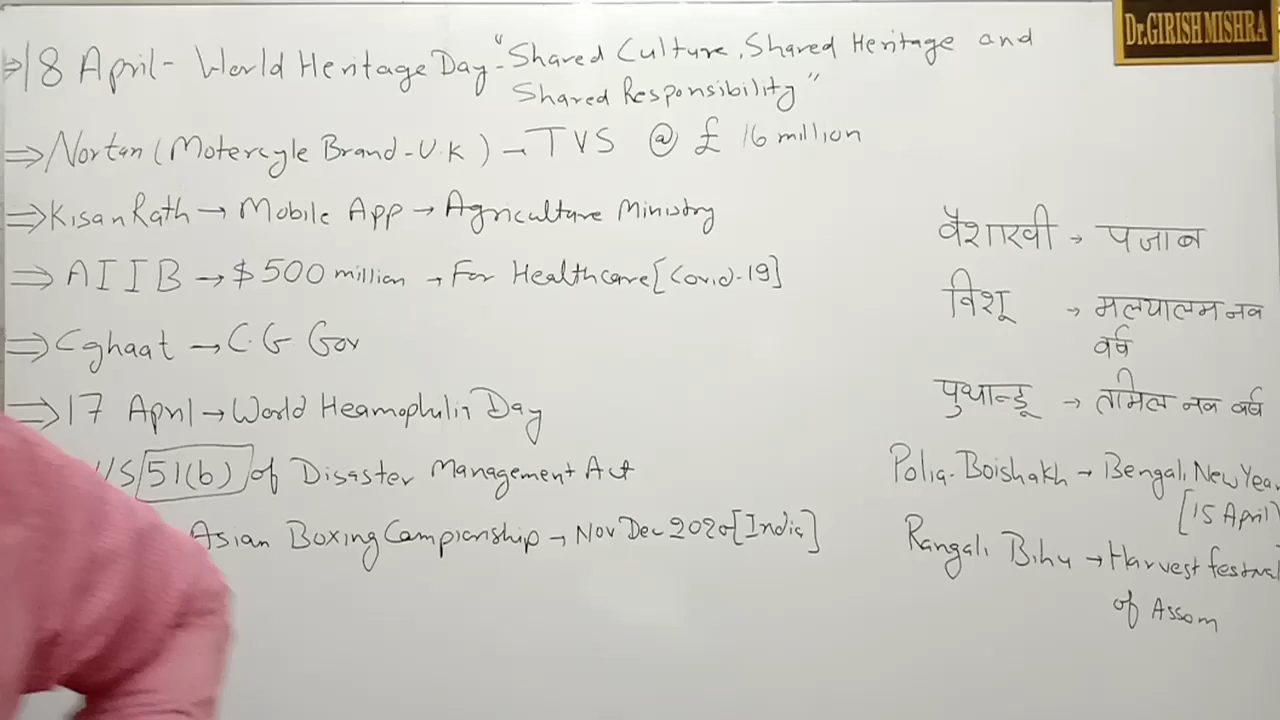 Dr. GIRISH MISHRA
⇒18 April - World Heritage Day - "Shared Culture, Shared Heritage and
Shared Responsibility"
⇒ Nortan (Motercycle Brand - U.K) → TVS @ £ 16 million
⇒ Kisan Rath → Mobile App → Agriculture Ministry
⇒ AIIB → $500 million → For Healthcare [Covid-19]
⇒ Cghaat → C.G Gov
⇒ 17 April → World Heamophilia Day
U/S 51(b) of Disaster Management Act
Asian Boxing Campionship → Nov Dec 2020 [India]
वैशाखी → पंजाब
विशू → मलयालम नव
वर्ष
पुथान्डू → तमिल नव वर्ष
Polia-Boishakh → Bengali New Year
[15 April]
Rangali Bihu → Harvest festival
of Assom